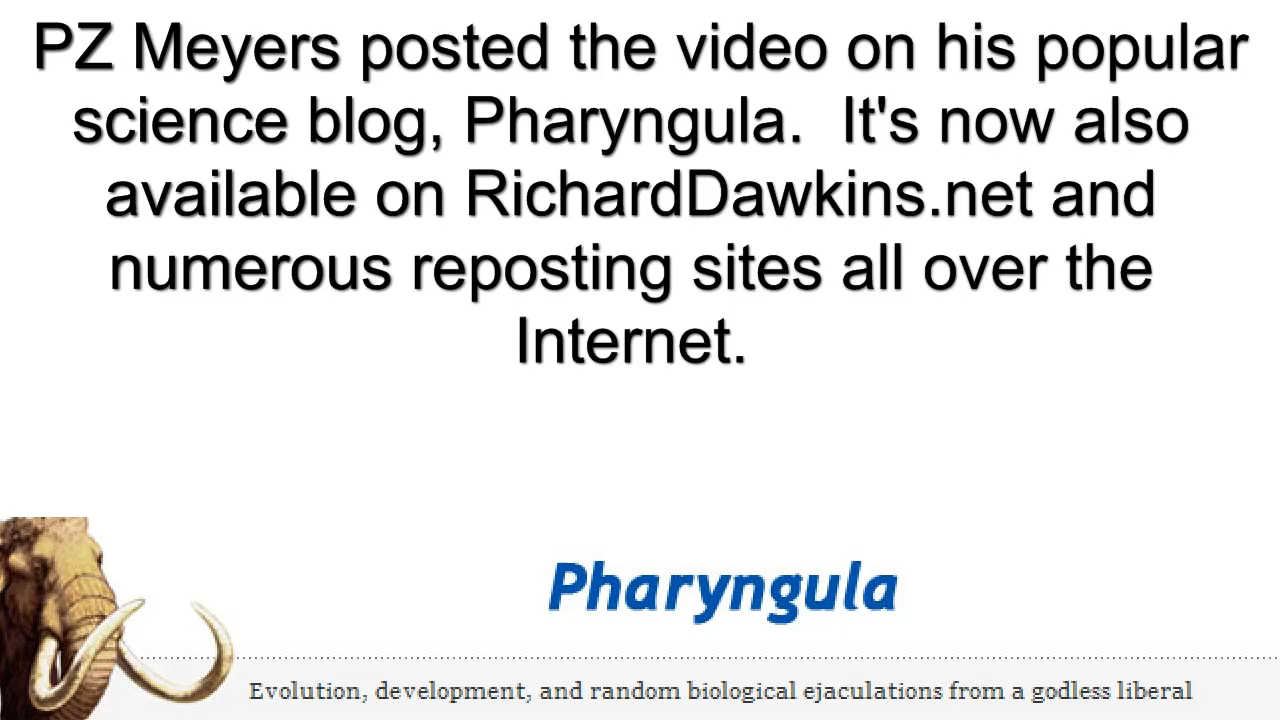 PZ Meyers posted the video on his popular
science blog, Pharyngula.  It's now also
available on RichardDawkins.net and
numerous reposting sites all over the
Internet.
Pharyngula
Evolution, development, and random biological ejaculations from a godless liberal